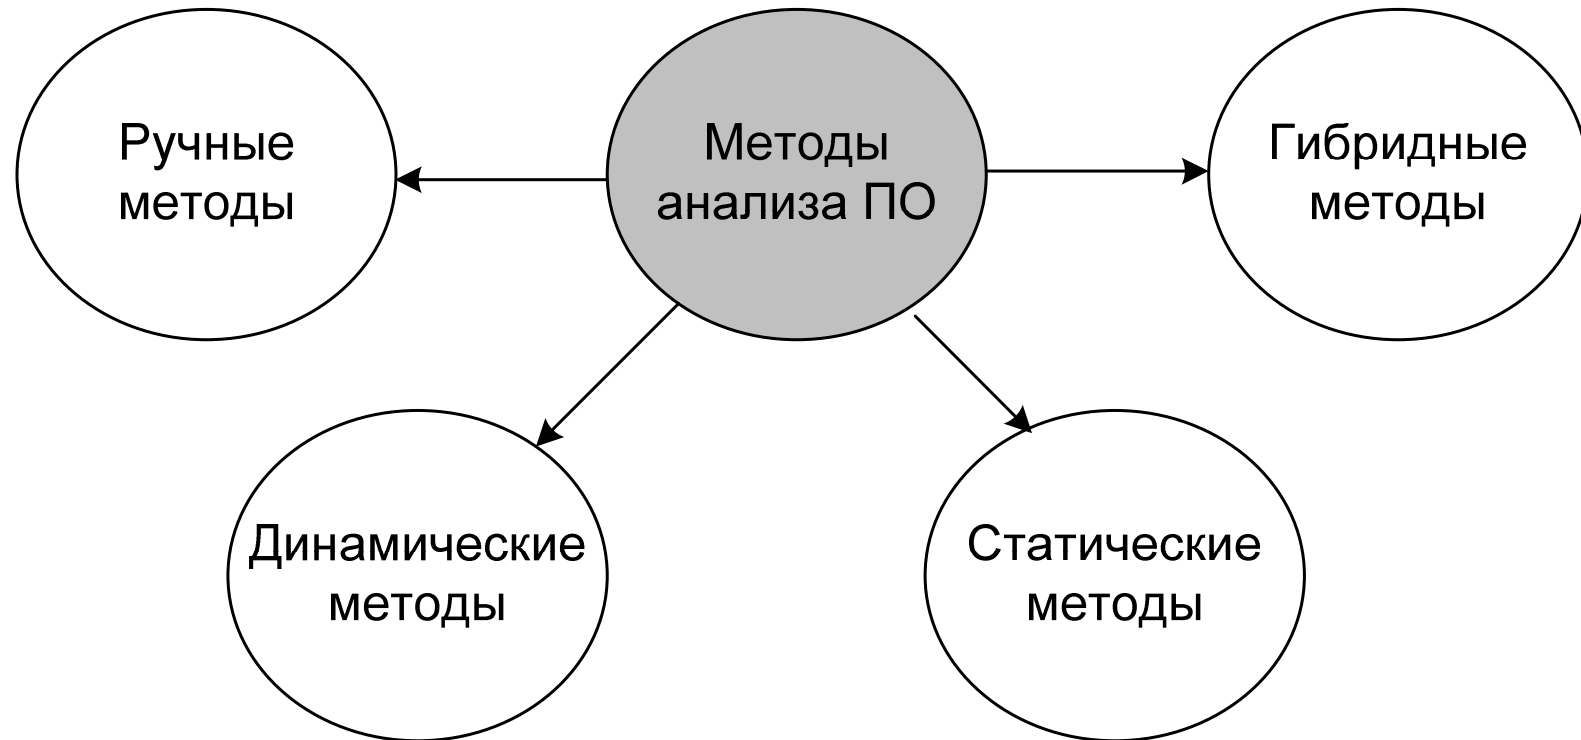 Ручные
методы
Методы
анализа ПО
Гибридные
методы
Динамические
методы
Статические
методы